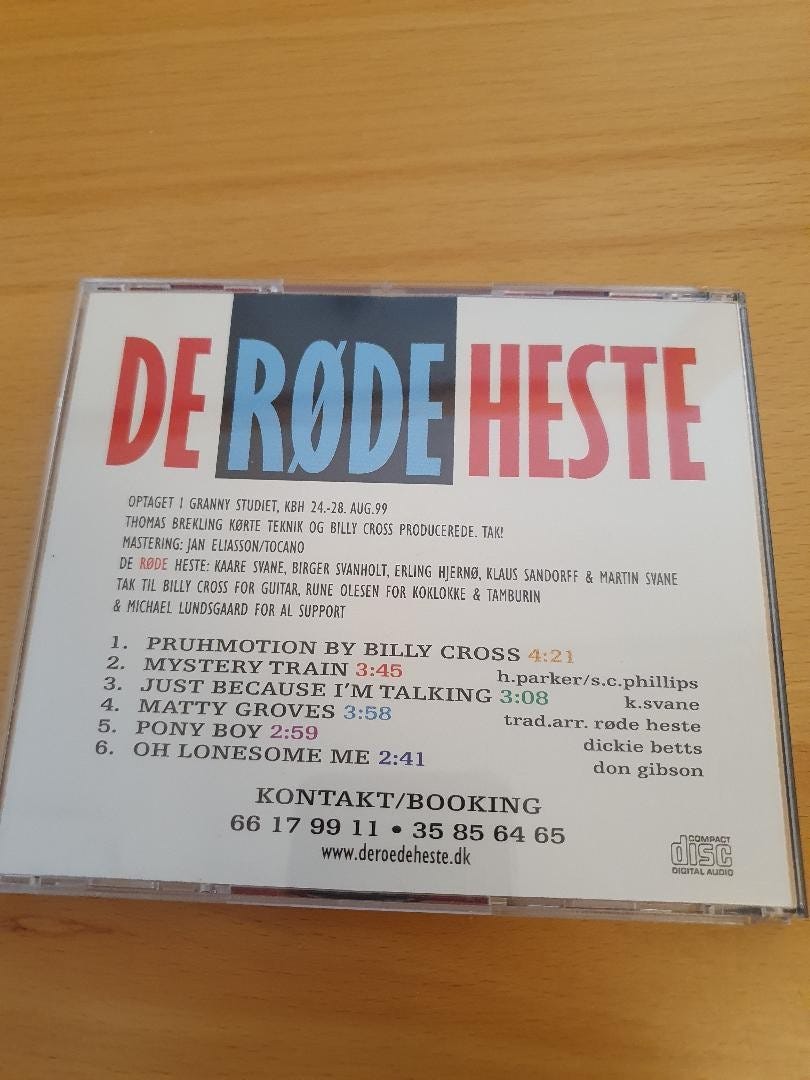 DE RØDE HESTE
OPTAGET I GRANNY STUDIET, KBH 24.-28. AUG.99
THOMAS BREKLING KØRTE TEKNIK OG BILLY CROSS PRODUCEREDE. TAK!
MASTERING: JAN ELIASSON/TOCANO
DE RØDE HESTE: KAARE SVANE, BIRGER SVANHOLT, ERLING HJERNØ, KLAUS SANDORFF & MARTIN SVANE
TAK TIL BILLY CROSS FOR GUITAR, RUNE OLESEN FOR KOKLOKKE & TAMBURIN
& MICHAEL LUNDSGAARD FOR AL SUPPORT
1. PRUHMOTION BY BILLY CROSS 4:21
2. MYSTERY TRAIN 3:45 h.parker/s.c.phillips
3. JUST BECAUSE I'M TALKING 3:08 k.svane
4. MATTY GROVES 3:58 trad.arr. røde heste
5. PONY BOY 2:59 dickie betts
6. OH LONESOME ME 2:41 don gibson
KONTAKT/BOOKING
66 17 99 11 • 35 85 64 65
www.deroedeheste.dk
COMPACT
disc
DIGITAL AUDIO